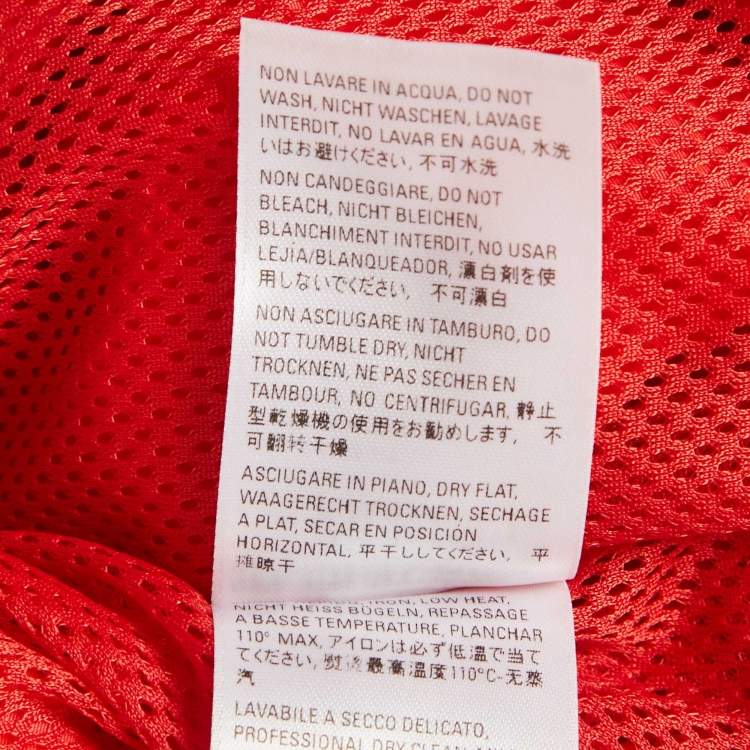 NON LAVARE IN ACQUA, DO NOT
WASH, NICHT WASCHEN, LAVAGE
INTERDIT, NO LAVAR EN AGUA, 水洗
いはお避けください, 不可水洗
NON CANDEGGIARE, DO NOT
BLEACH, NICHT BLEICHEN,
BLANCHIMENT INTERDIT, NO USAR
LEJÍA/BLANQUEADOR, 漂白剤を使
用しないでください, 不可漂白
NON ASCIUGARE IN TAMBURO, DO
NOT TUMBLE DRY, NICHT
TROCKNEN, NE PAS SECHER EN
TAMBOUR, NO CENTRIFUGAR, 静止
型乾燥機の使用をお勧めします, 不
可翻转干燥
ASCIUGARE IN PIANO, DRY FLAT,
WAAGERECHT TROCKNEN, SECHAGE
A PLAT, SECAR EN POSICIÓN
HORIZONTAL, 平干ししてください, 平
摊晾干
IRON, LOW HEAT,
NICHT HEISS BÜGELN, REPASSAGE
A BASSE TEMPERATURE, PLANCHAR
110° MAX, アイロンは必ず低温で当て
てください, 熨烫最高温度110°C-无蒸
汽
LAVABILE A SECCO DELICATO,
PROFESSIONAL DRY CLEAN